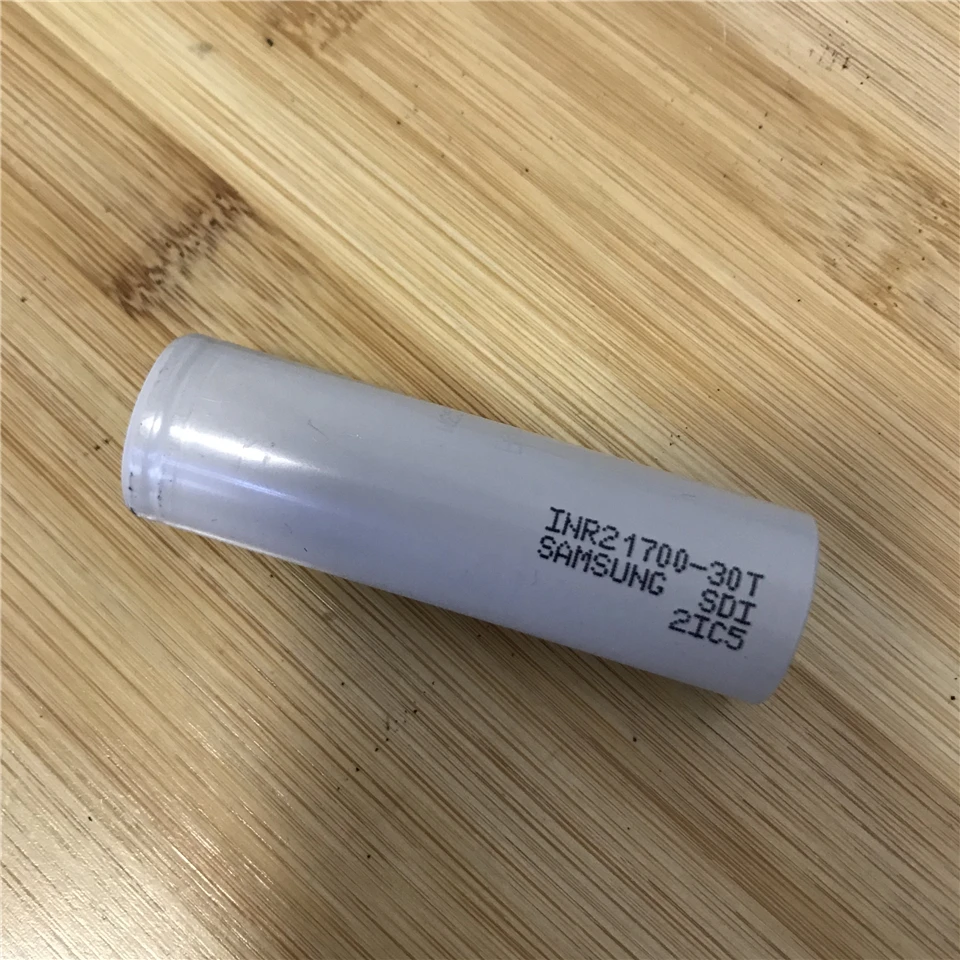 INR21700-30T
SAMSUNG SDI
2IC5